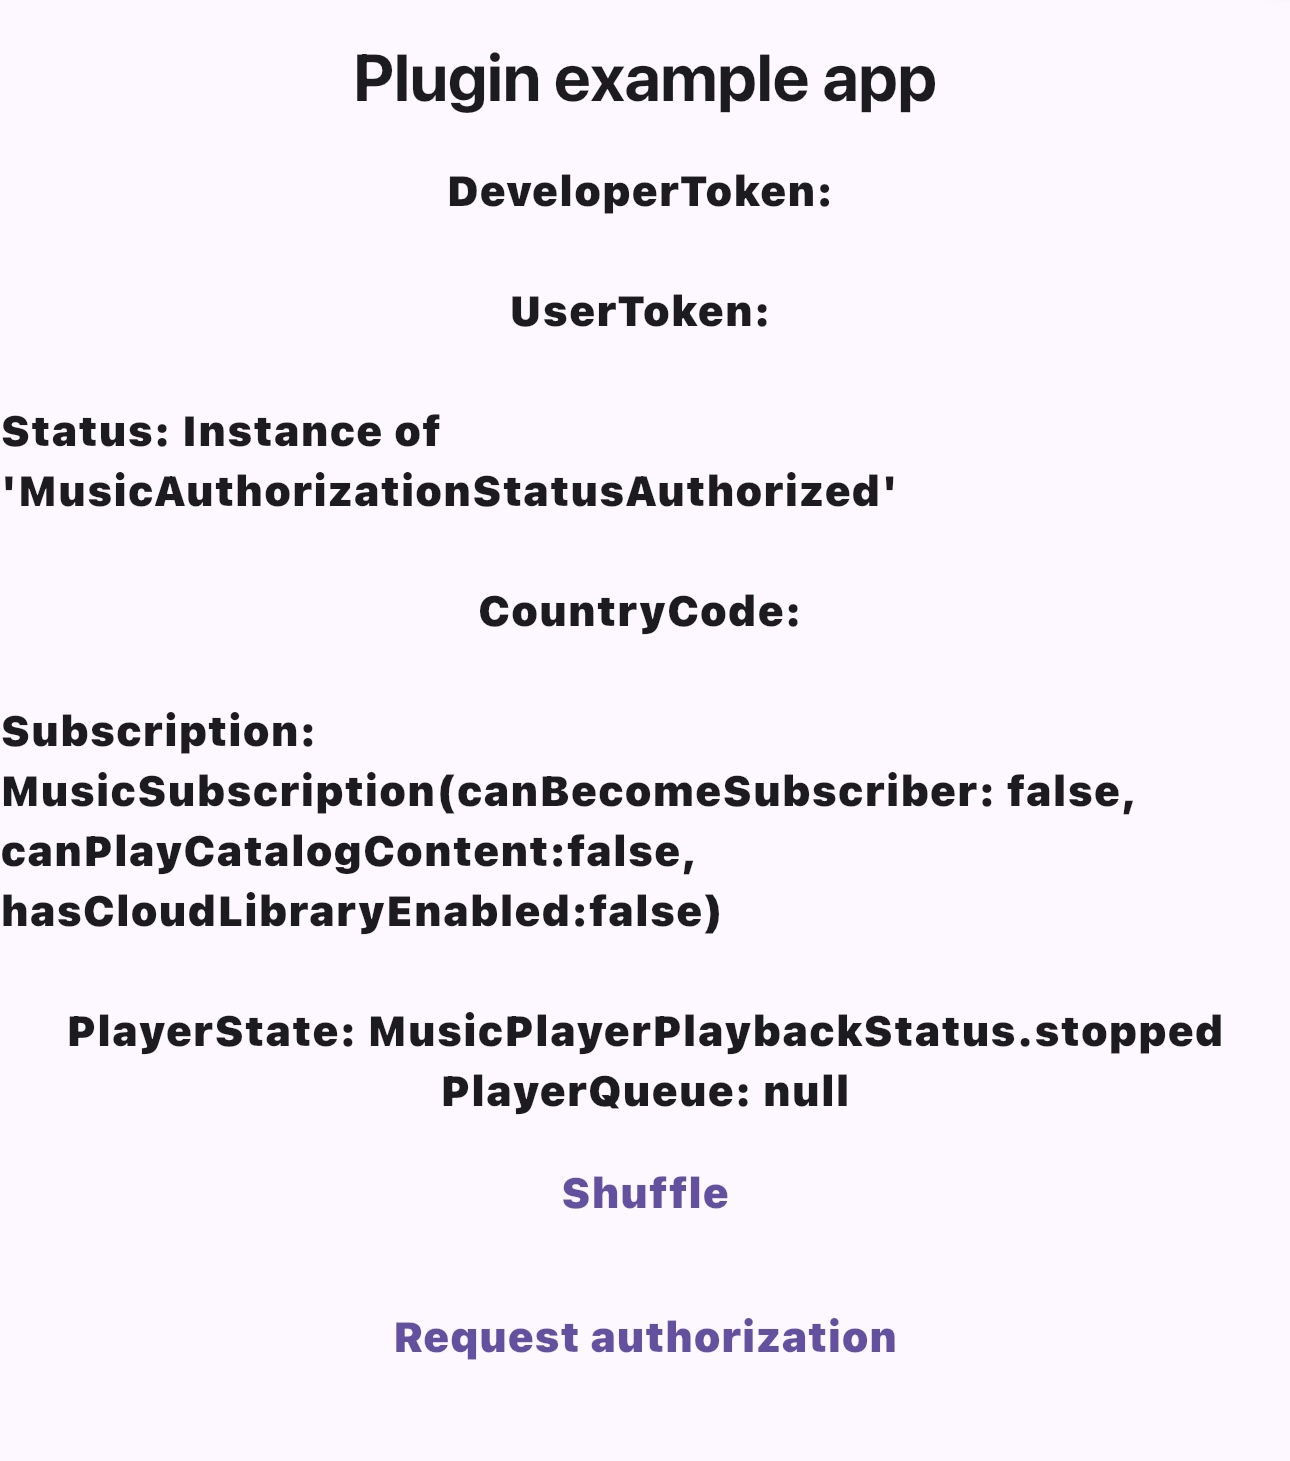 Plugin example app
DeveloperToken:
UserToken:
Status: Instance of
'MusicAuthorizationStatusAuthorized'
CountryCode:
Subscription:
MusicSubscription(canBecomeSubscriber: false,
canPlayCatalogContent:false,
hasCloudLibraryEnabled:false)
PlayerState: MusicPlayerPlaybackStatus.stopped
PlayerQueue: null
Shuffle
Request authorization